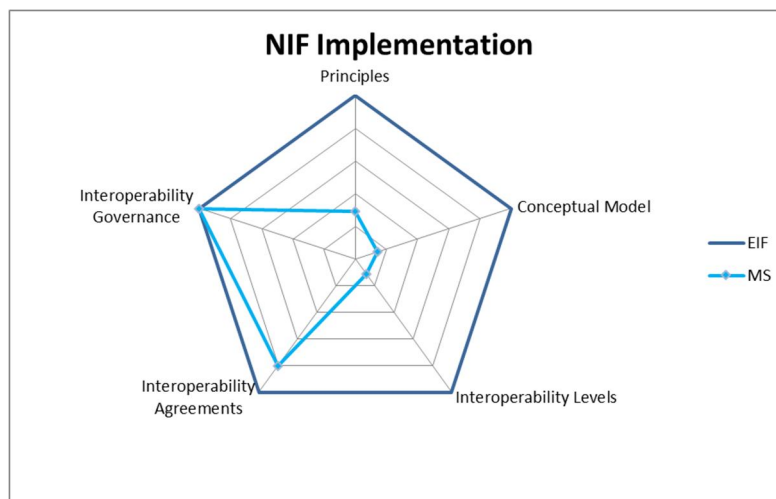 NIF Implementation
Principles
Interoperability
Governance
Conceptual Model
EIF
MS
Interoperability
Agreements
Interoperability Levels